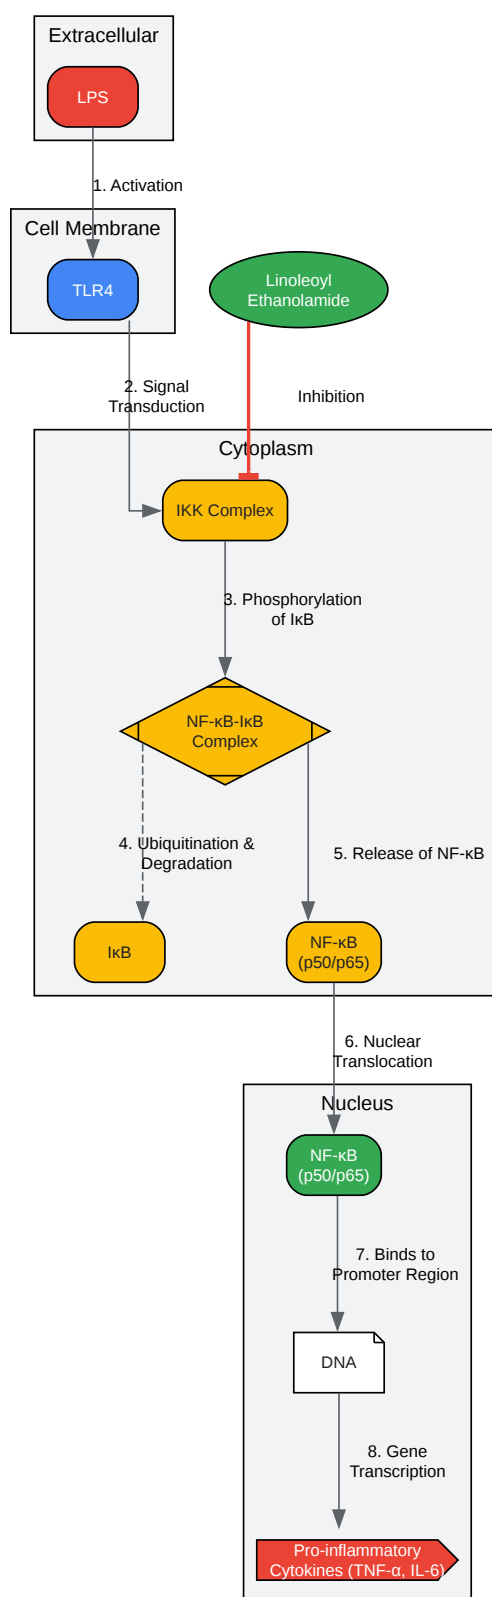 Extracellular
LPS
1. Activation
Cell Membrane
TLR4
Linoleoyl
Ethanolamide
2. Signal
Transduction
Inhibition
Cytoplasm
IKK Complex
3. Phosphorylation
of IκB
NF-κB-IκB
Complex
4. Ubiquitination &
Degradation
5. Release of NF-κB
IκB
NF-κB
(p50/p65)
6. Nuclear
Translocation
Nucleus
NF-κB
(p50/p65)
7. Binds to
Promoter Region
DNA
8. Gene
Transcription
Pro-inflammatory
Cytokines (TNF-α, IL-6)